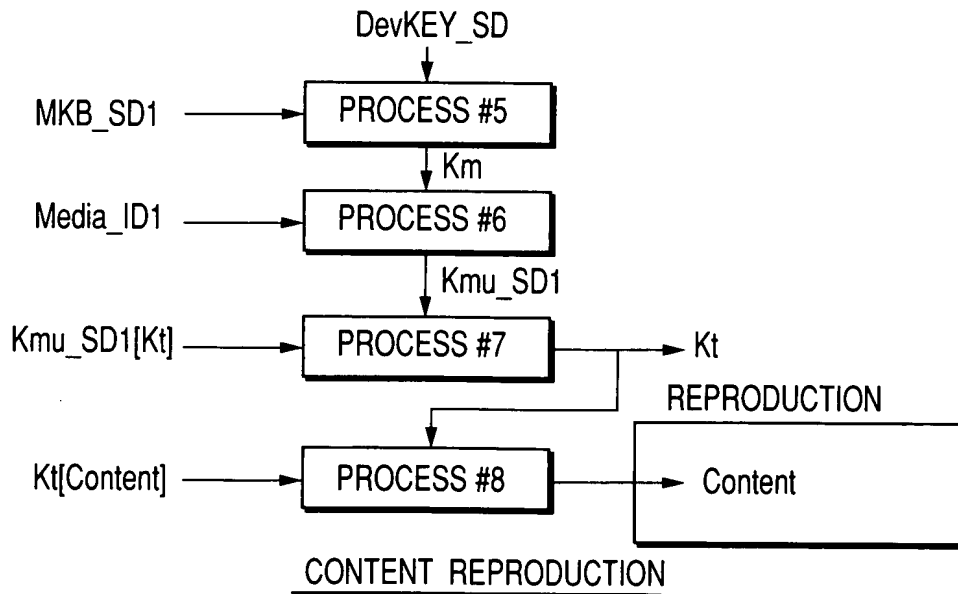 DevKEY_SD
MKB_SD1
PROCESS #5
Km
Media_ID1
PROCESS #6
Kmu_SD1
Kmu_SD1[Kt]
PROCESS #7
Kt
REPRODUCTION
Kt[Content]
PROCESS #8
Content
CONTENT REPRODUCTION